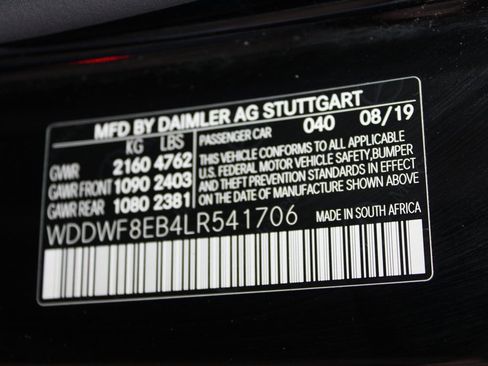 MFD BY DAIMLER AG STUTTGART
KG LBS
GVWR 2160 4762
GAWR FRONT 1090 2403
GAWR REAR 1080 2381
PASSENGER CAR 040 08/19
THIS VEHICLE CONFORMS TO ALL APPLICABLE
U.S. FEDERAL MOTOR VEHICLE SAFETY, BUMPER
AND THEFT PREVENTION STANDARDS IN EFFECT
ON THE DATE OF MANUFACTURE SHOWN ABOVE.
WDDWF8EB4LR541706
MADE IN SOUTH AFRICA